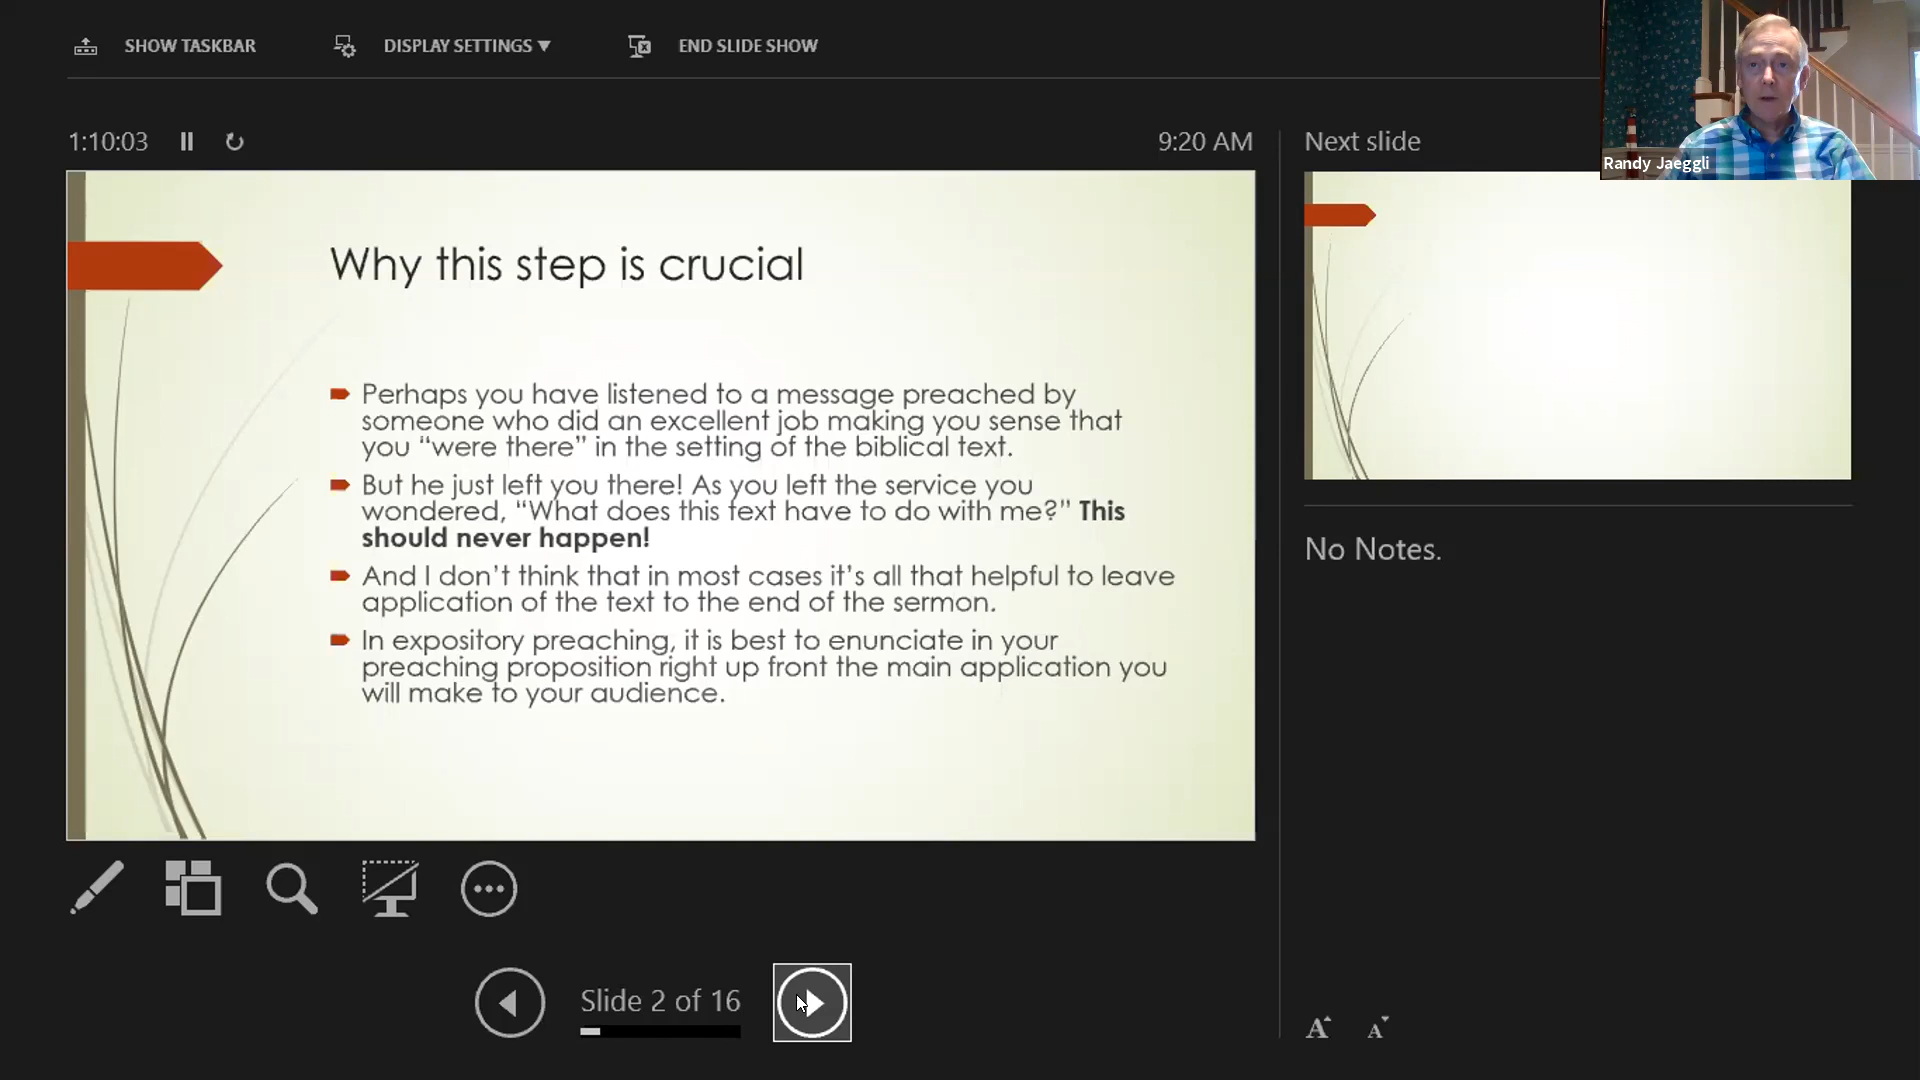 SHOW TASKBAR
DISPLAY SETTINGS ▼
END SLIDE SHOW
Randy Jaeggli
1:10:03
9:20 AM
Next slide
Why this step is crucial
Perhaps you have listened to a message preached by
someone who did an excellent job making you sense that
you “were there” in the setting of the biblical text.
But he just left you there! As you left the service you
wondered, “What does this text have to do with me?” This
should never happen!
And I don’t think that in most cases it’s all that helpful to leave
application of the text to the end of the sermon.
In expository preaching, it is best to enunciate in your
preaching proposition right up front the main application you
will make to your audience.
No Notes.
Slide 2 of 16
A A